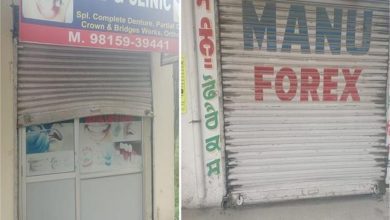 & CLINIC
Spl. Complete Denture, Partial
Crown & Bridges Works, Orth
M. 98159-39441
MANU
FOREX